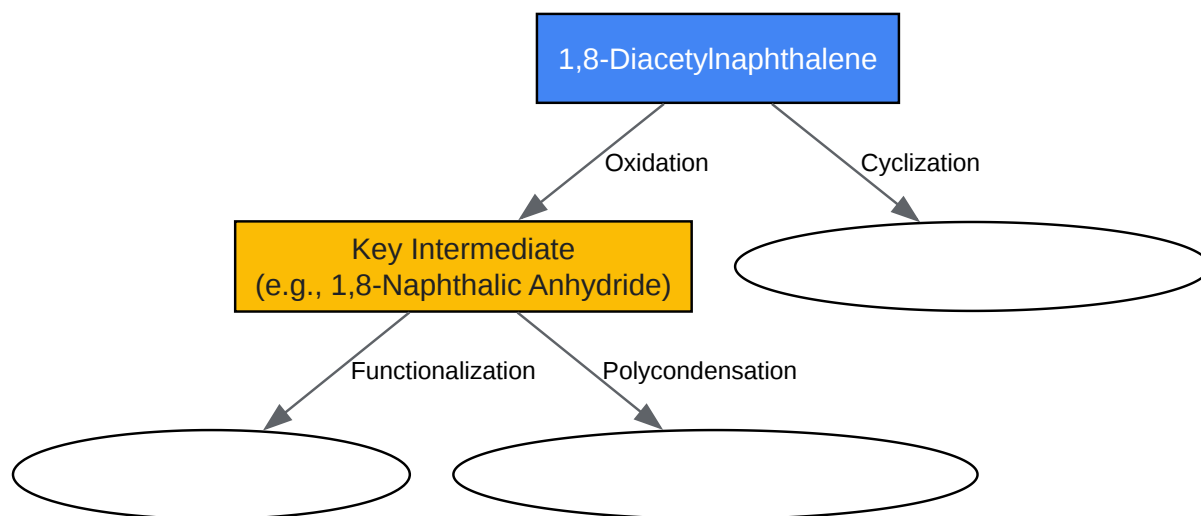 1,8-Diacetylnaphthalene
Oxidation
Cyclization
Key Intermediate
(e.g., 1,8-Naphthalic Anhydride)
Functionalization
Polycondensation